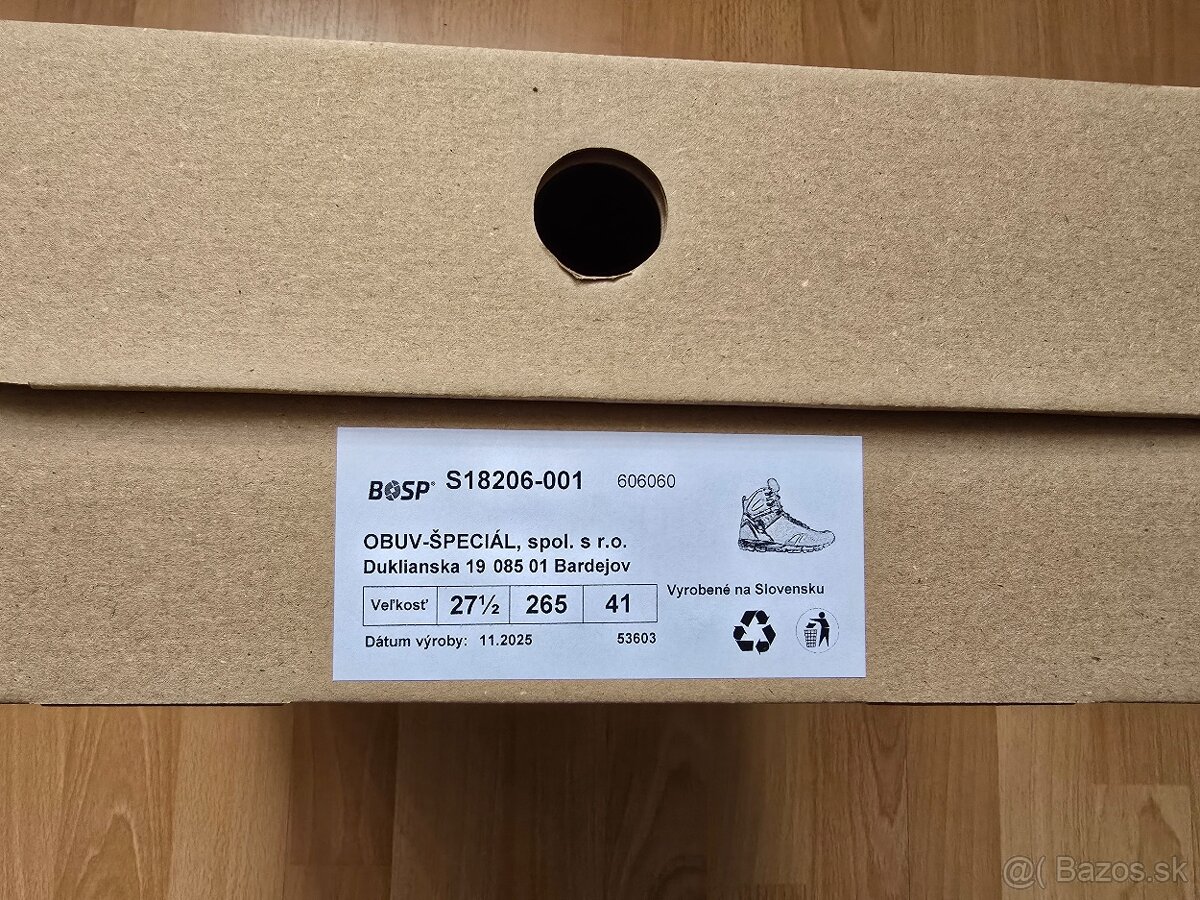 BOSP® S18206-001 606060
OBUV-ŠPECIÁL, spol. s r.o.
Duklianska 19 085 01 Bardejov
Vyrobené na Slovensku
Veľkosť 27½ 265 41
Dátum výroby: 11.2025 53603
@( Bazos.sk